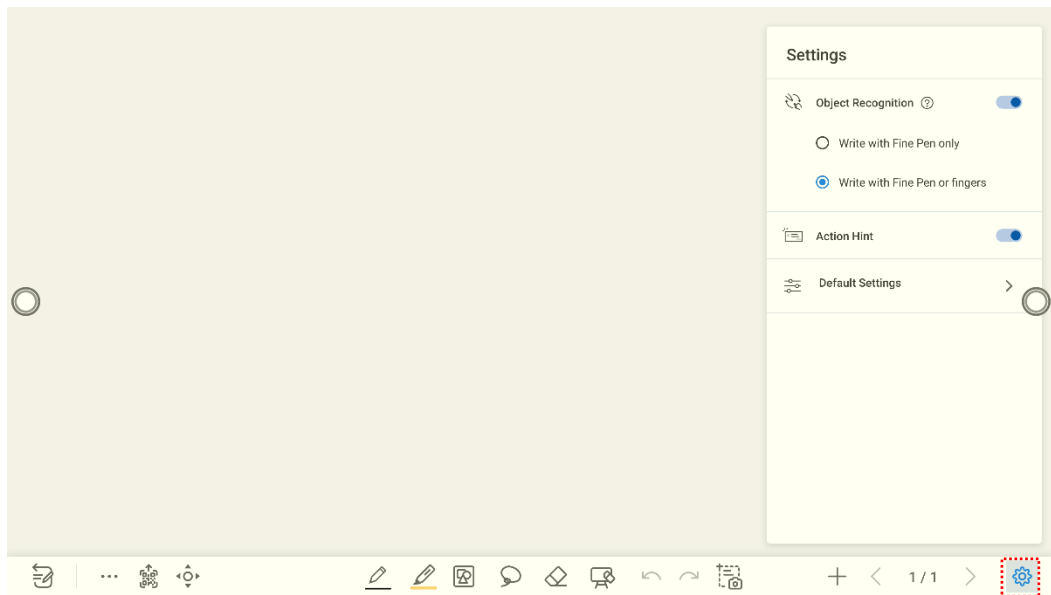 Settings
Object Recognition ?
Write with Fine Pen only
Write with Fine Pen or fingers
Action Hint
Default Settings
1 / 1